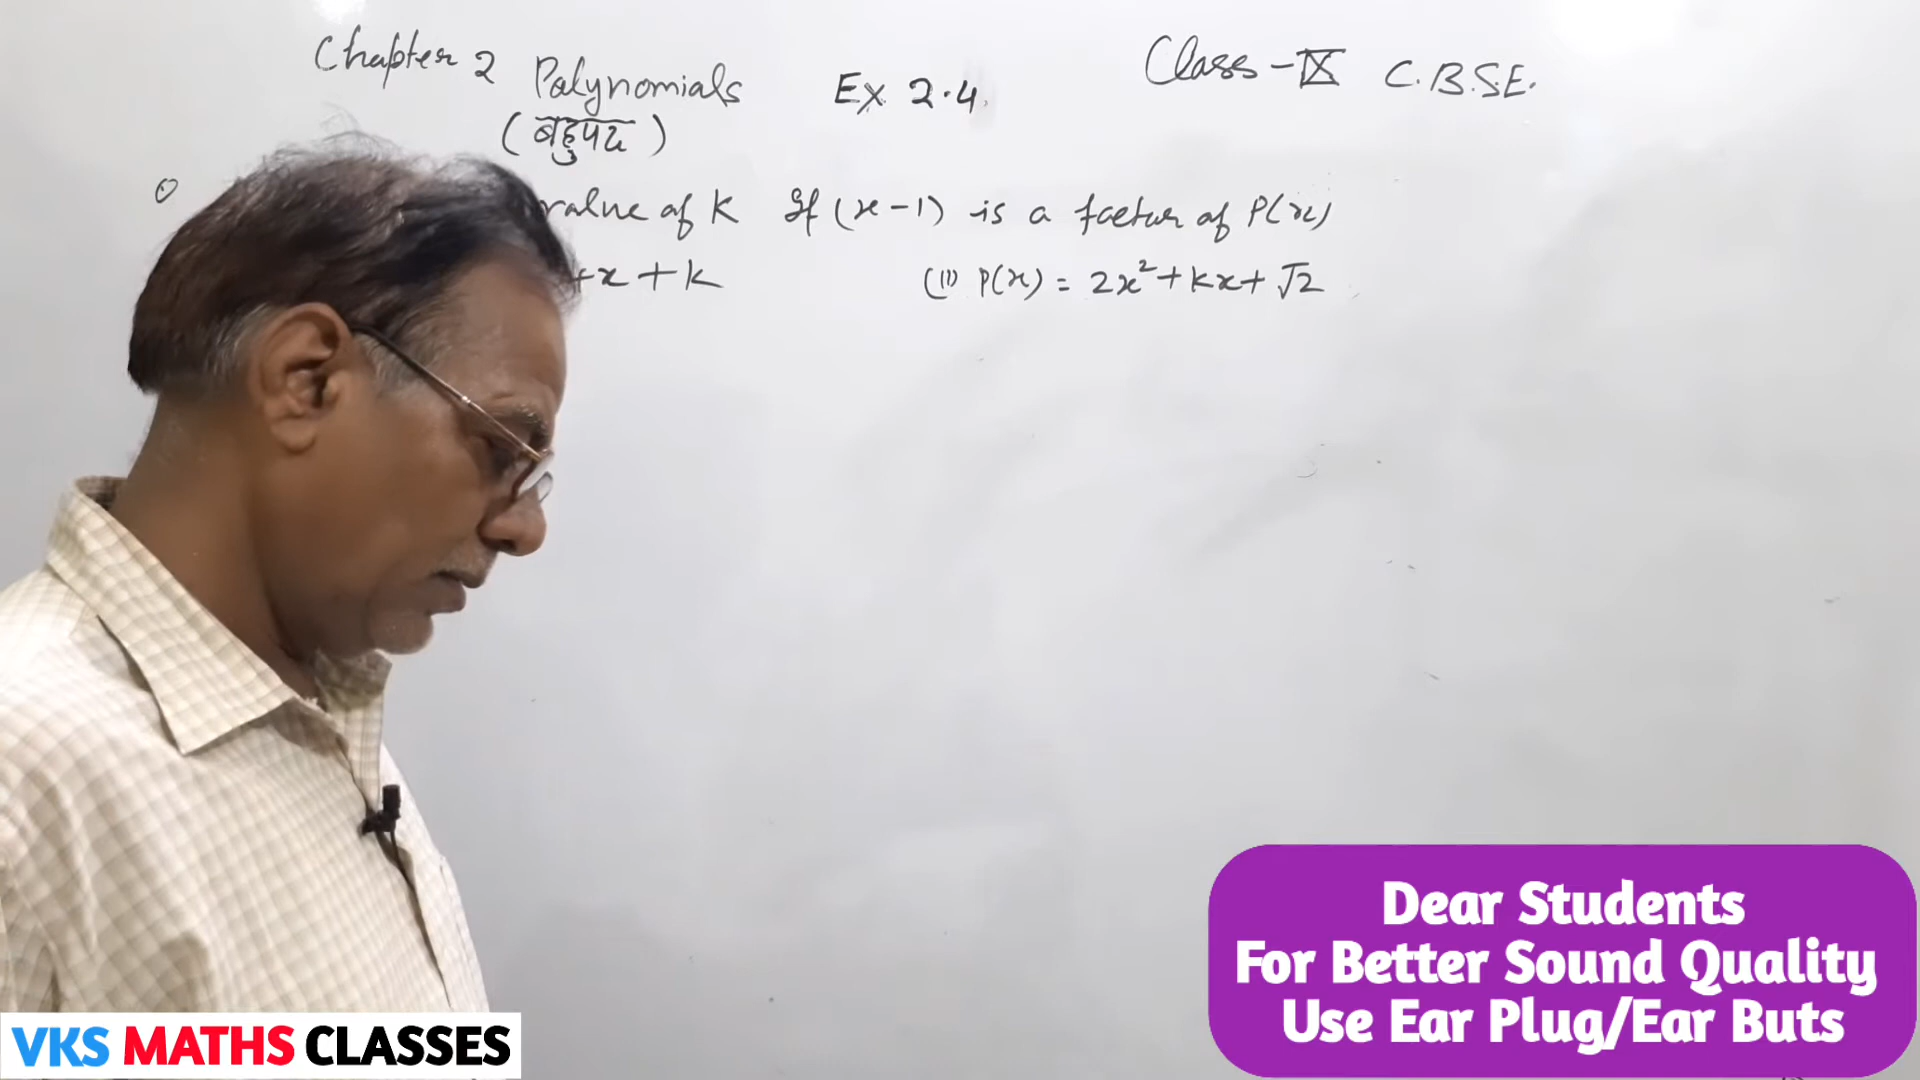 Chapter 2 Polynomials Ex 2.4 Class-IX C.B.S.E.
(बहुपद)
value of K If (x-1) is a factor of P(x)
+x+k (ii) P(x) = 2x²+kx+√2
Dear Students
For Better Sound Quality
Use Ear Plug/Ear Buts
VKS MATHS CLASSES